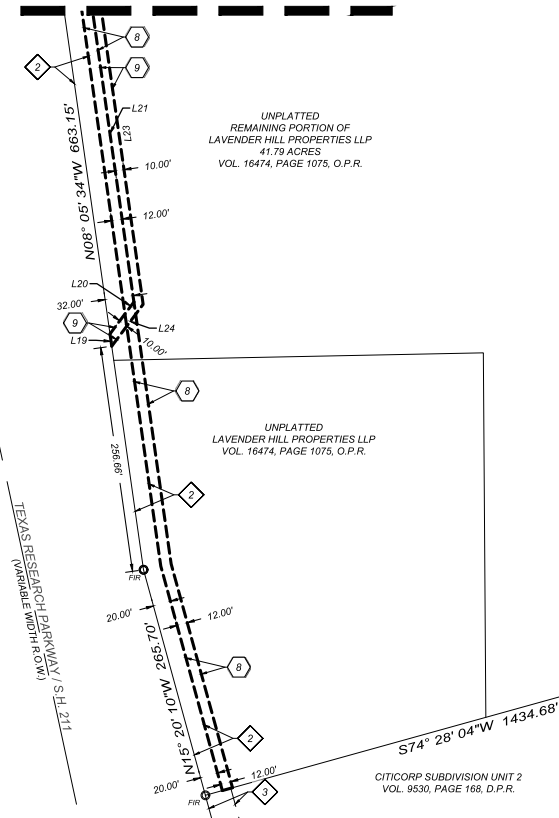 8
2
9
L21
L23
UNPLATTED
REMAINING PORTION OF
LAVENDER HILL PROPERTIES LLP
41.79 ACRES
VOL. 16474, PAGE 1075, O.P.R.
N08° 05' 34"W 663.15'
10.00'
12.00'
L20
32.00'
9
L24
L19
10.00'
8
UNPLATTED
LAVENDER HILL PROPERTIES LLP
VOL. 16474, PAGE 1075, O.P.R.
256.66'
2
TEXAS RESEARCH PARKWAY / S.H. 211
(VARIABLE WIDTH R.O.W.)
FIR
20.00'
12.00'
N15° 20' 10"W 265.70'
8
2
S74° 28' 04"W 1434.68'
12.00'
20.00'
3
FIR
CITICORP SUBDIVISION UNIT 2
VOL. 9530, PAGE 168, D.P.R.